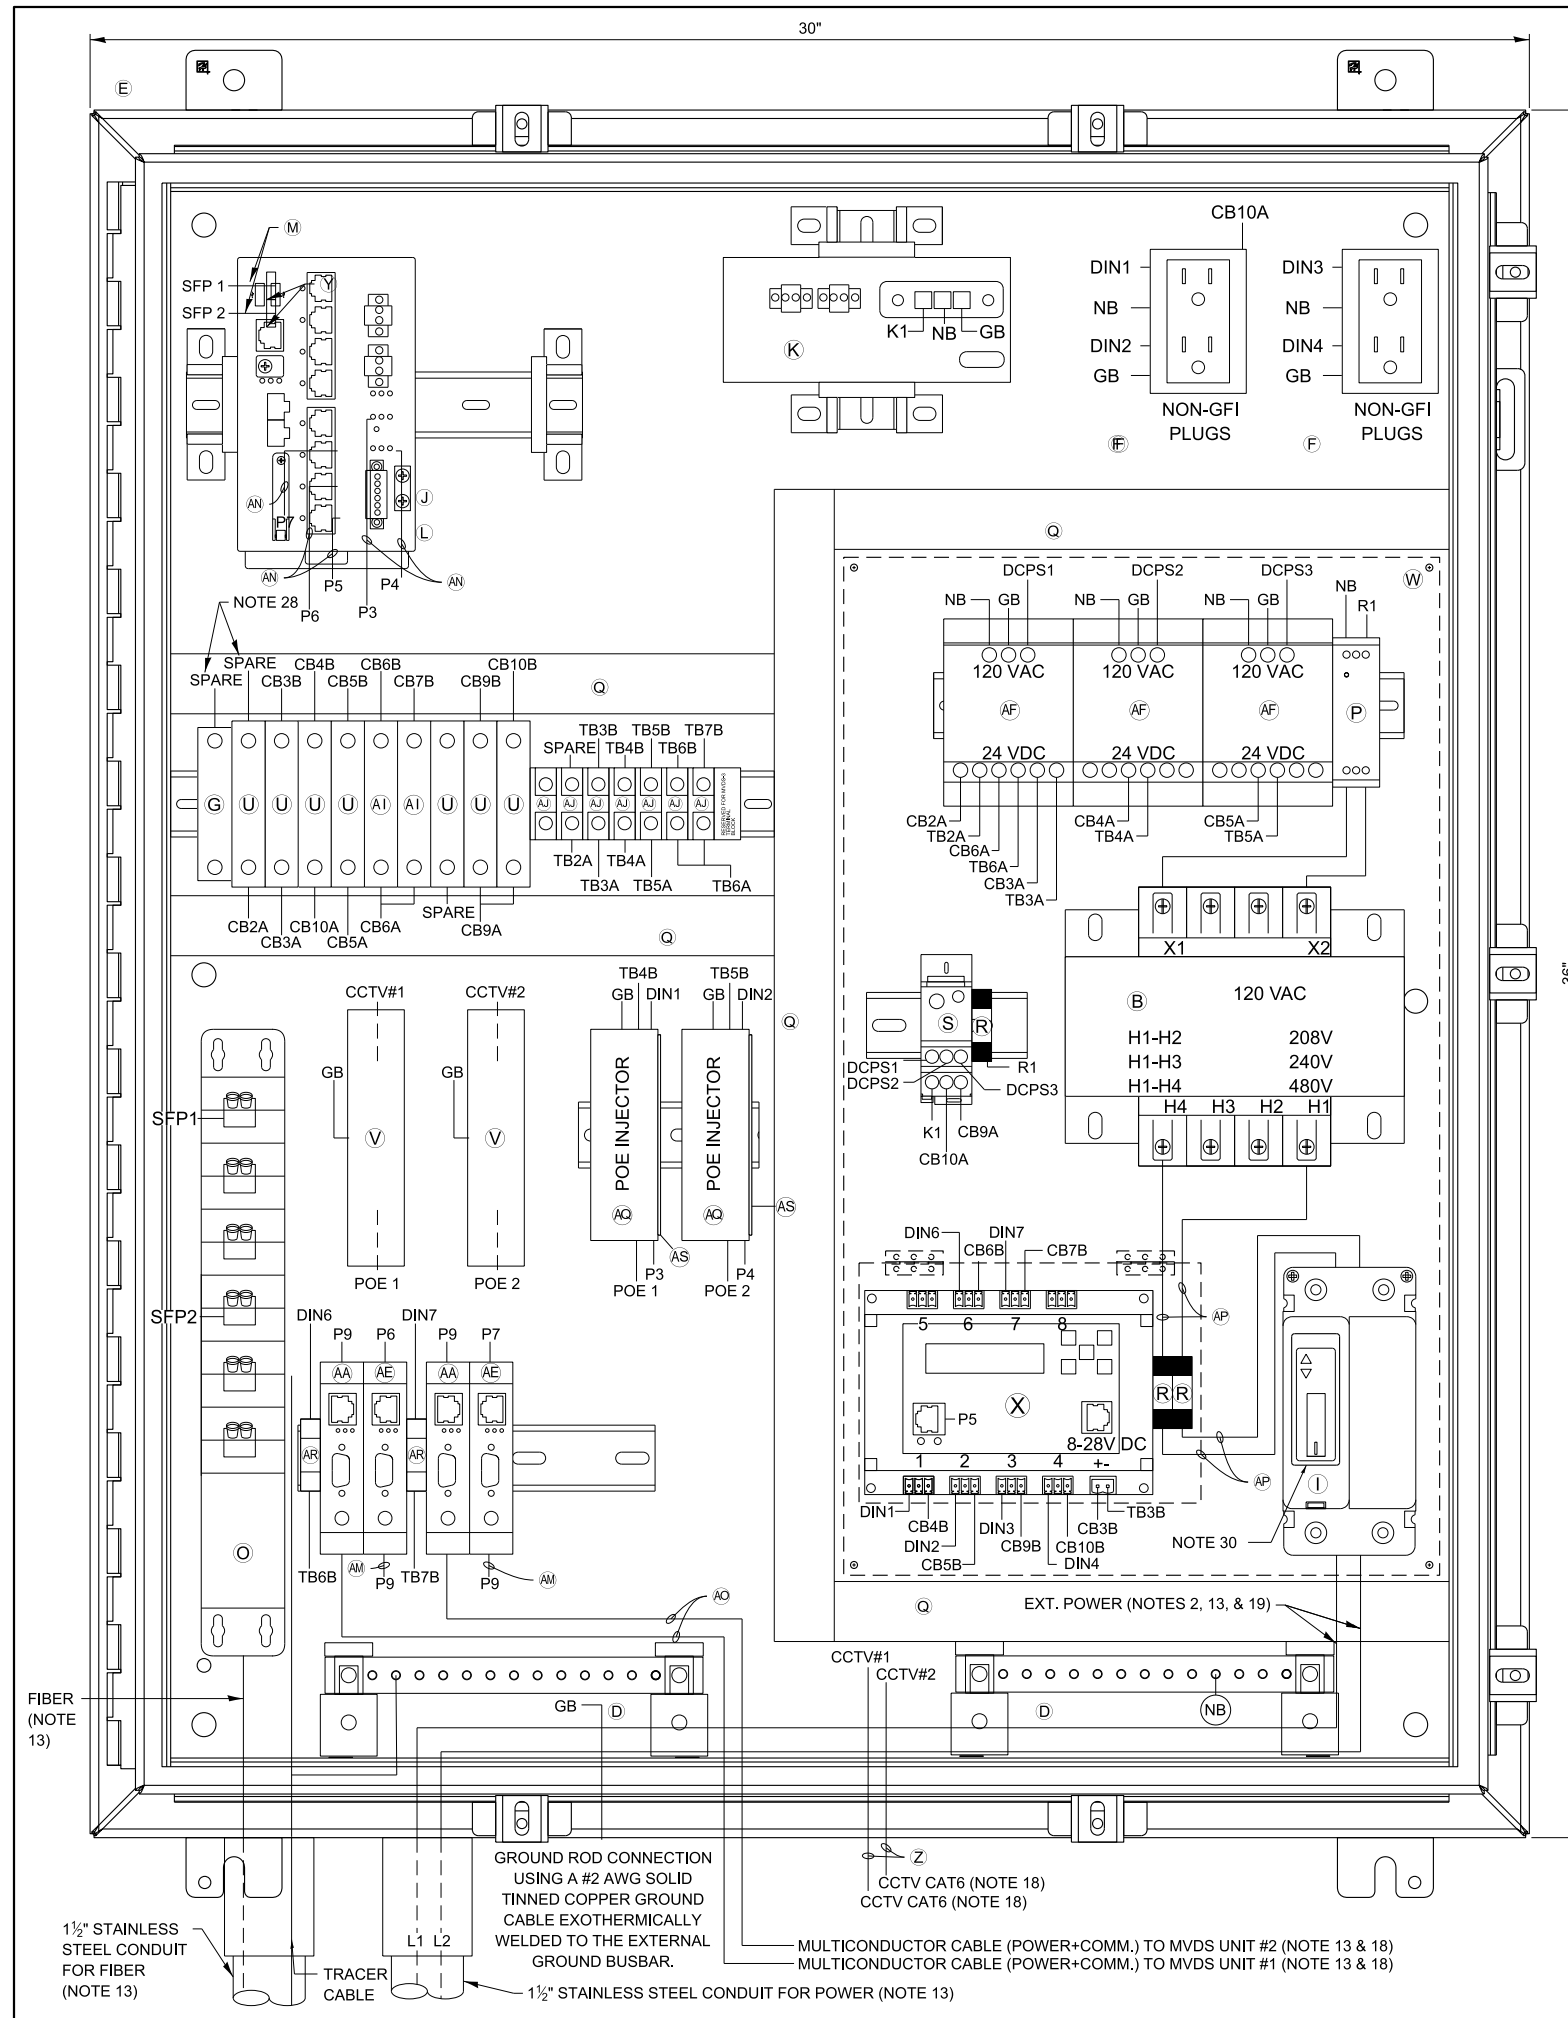 30"
E
M
SFP 1
SFP 2
Y
AN
P7
J
L
AN
P6
P5
P3
P4
AN
NOTE 28
K1
NB
GB
K
CB10A
DIN1
NB
DIN2
GB
NON-GFI
PLUGS
F
DIN3
NB
DIN4
GB
NON-GFI
PLUGS
F
36"
Q
W
SPARE
SPARE
CB3B
CB4B
CB5B
CB6B
CB7B
CB9B
CB10B
Q
G
U
U
U
U
AI
AI
U
U
U
SPARE
TB3B
TB4B
TB5B
TB6B
TB7B
AJ
AJ
AJ
AJ
AJ
AJ
AJ
RESERVED FOR MVDS-3
TERMINAL
BLOCK
TB2A
TB3A
TB4A
TB5A
TB6A
CB2A
CB3A
CB10A
CB5A
CB6A
SPARE
CB9A
Q
DCPS1
NB
GB
DCPS2
NB
GB
DCPS3
NB
GB
NB
R1
120 VAC
AF
24 VDC
120 VAC
AF
24 VDC
120 VAC
AF
24 VDC
P
CB2A
TB2A
CB6A
TB6A
CB3A
TB3A
CB4A
TB4A
CB5A
TB5A
X1
X2
B
120 VAC
H1-H2 208V
H1-H3 240V
H1-H4 480V
H4
H3
H2
H1
S
R
DCPS1
DCPS2
DCPS3
R1
K1
CB10A
CB9A
Q
CCTV#1
GB
V
POE 1
CCTV#2
GB
V
POE 2
GB
TB4B
DIN1
POE INJECTOR
AQ
AS
POE 1
P3
GB
TB5B
DIN2
POE INJECTOR
AQ
AS
POE 2
P4
SFP1
SFP2
O
DIN6
P9
P6
DIN7
P9
P7
AA
AE
AA
AE
AR
AR
TB6B
AM
P9
TB7B
P9
AM
AO
DIN6
CB6B
DIN7
CB7B
5
6
7
8
X
P5
8-28V DC
1
2
3
4
+-
DIN1
CB4B
DIN2
CB5B
DIN3
CB9B
CB10B
DIN4
CB3B
TB3B
R
R
AP
AP
I
NOTE 30
Q
EXT. POWER (NOTES 2, 13, & 19)
CCTV#1
CCTV#2
GB
D
D
NB
FIBER
(NOTE
13)
Z
CCTV CAT6 (NOTE 18)
CCTV CAT6 (NOTE 18)
GROUND ROD CONNECTION
USING A #2 AWG SOLID
TINNED COPPER GROUND
CABLE EXOTHERMICALLY
WELDED TO THE EXTERNAL
GROUND BUSBAR.
L1 L2
1½" STAINLESS
STEEL CONDUIT
FOR FIBER
(NOTE 13)
TRACER
CABLE
MULTICONDUCTOR CABLE (POWER+COMM.) TO MVDS UNIT #2 (NOTE 13 & 18)
MULTICONDUCTOR CABLE (POWER+COMM.) TO MVDS UNIT #1 (NOTE 13 & 18)
1½" STAINLESS STEEL CONDUIT FOR POWER (NOTE 13)